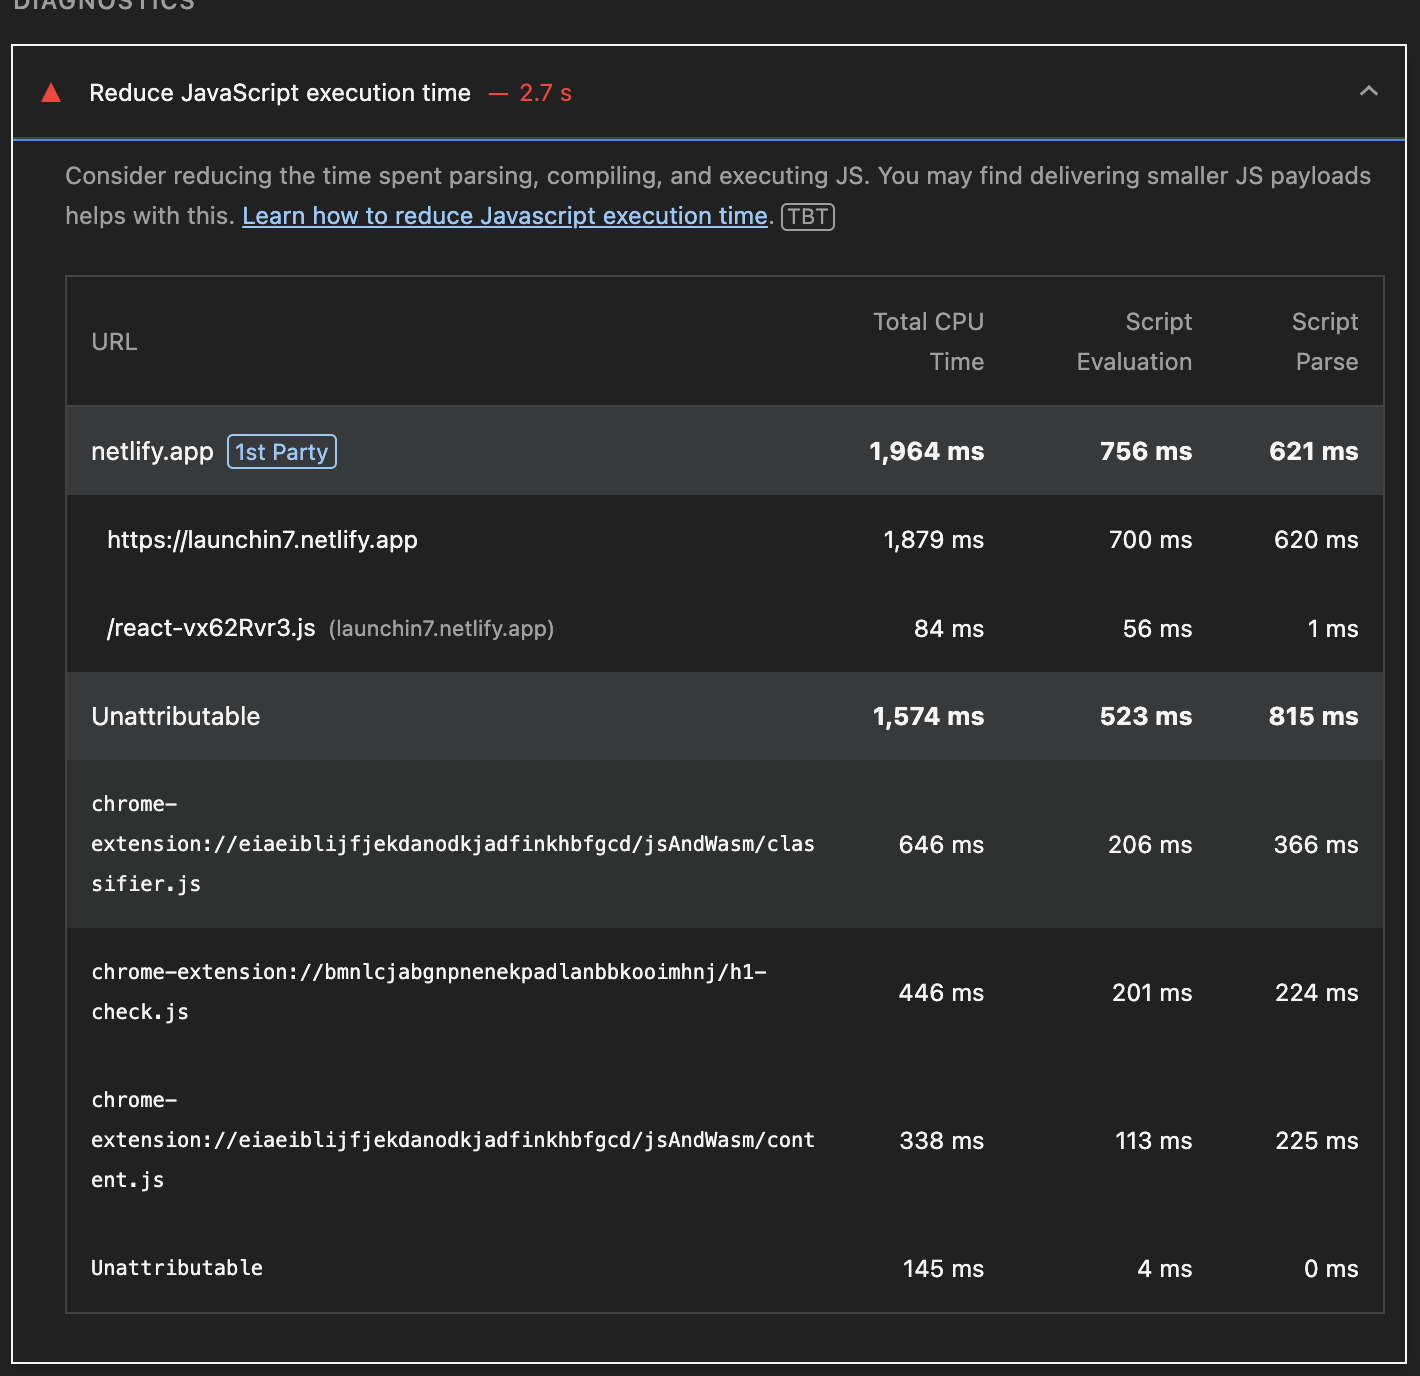 DIAGNOSTICS
Reduce JavaScript execution time — 2.7 s
Consider reducing the time spent parsing, compiling, and executing JS. You may find delivering smaller JS payloads
helps with this. Learn how to reduce Javascript execution time. TBT
URL
Total CPU
Time
Script
Evaluation
Script
Parse
netlify.app 1st Party 1,964 ms 756 ms 621 ms
https://launchin7.netlify.app 1,879 ms 700 ms 620 ms
/react-vx62Rvr3.js (launchin7.netlify.app) 84 ms 56 ms 1 ms
Unattributable 1,574 ms 523 ms 815 ms
chrome-
extension://eiaeiblijfjekdanodkjadfinkhbfgcd/jsAndWasm/clas
sifier.js
646 ms 206 ms 366 ms
chrome-extension://bmnlcjabgnpnenekpadlanbbkooimhnj/h1-
check.js
446 ms 201 ms 224 ms
chrome-
extension://eiaeiblijfjekdanodkjadfinkhbfgcd/jsAndWasm/cont
ent.js
338 ms 113 ms 225 ms
Unattributable 145 ms 4 ms 0 ms